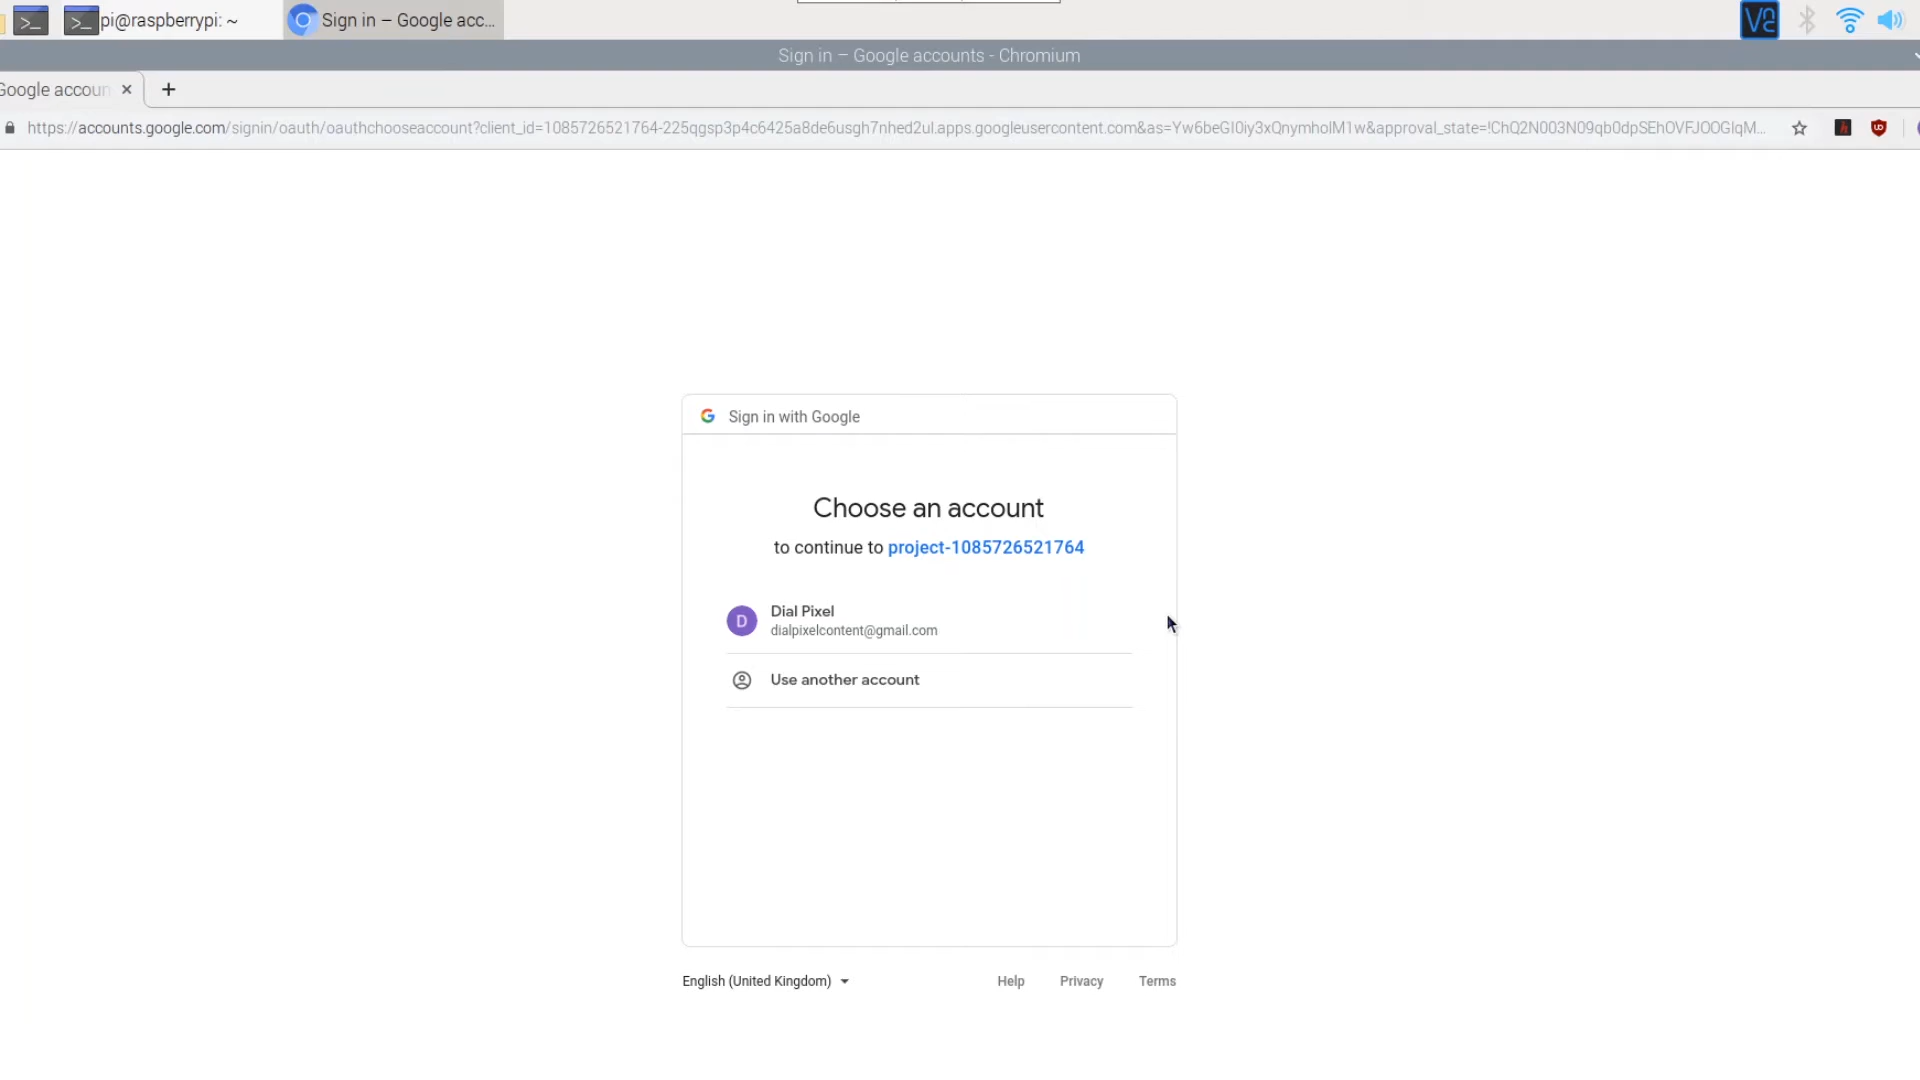 pi@raspberrypi: ~
Sign in – Google acc...
Sign in – Google accounts - Chromium
Google accoun
https://accounts.google.com/signin/oauth/oauthchooseaccount?client_id=1085726521764-225qgsp3p4c6425a8de6usgh7nhed2ul.apps.googleusercontent.com&as=Yw6beGI0iy3xQnymholM1w&approval_state=!ChQ2N003N09qb0dpSEhOVFJOOGlqM...
Sign in with Google
Choose an account
to continue to project-1085726521764
D
Dial Pixel
dialpixelcontent@gmail.com
Use another account
English (United Kingdom)
Help
Privacy
Terms